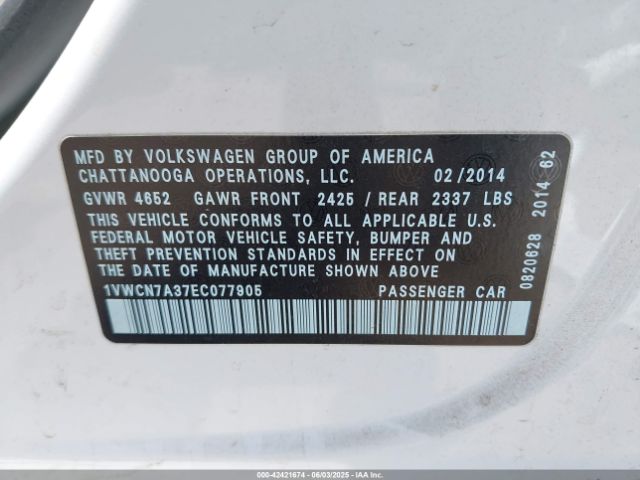 MFD BY VOLKSWAGEN GROUP OF AMERICA
CHATTANOOGA OPERATIONS, LLC. 02/2014
GVWR 4652 GAWR FRONT 2425 / REAR 2337 LBS
THIS VEHICLE CONFORMS TO ALL APPLICABLE U.S.
FEDERAL MOTOR VEHICLE SAFETY, BUMPER AND
THEFT PREVENTION STANDARDS IN EFFECT ON
THE DATE OF MANUFACTURE SHOWN ABOVE
1VWCN7A37EC077905 PASSENGER CAR
0820628 2014 62
000-42421674 - 06/03/2025 - IAAI.COM